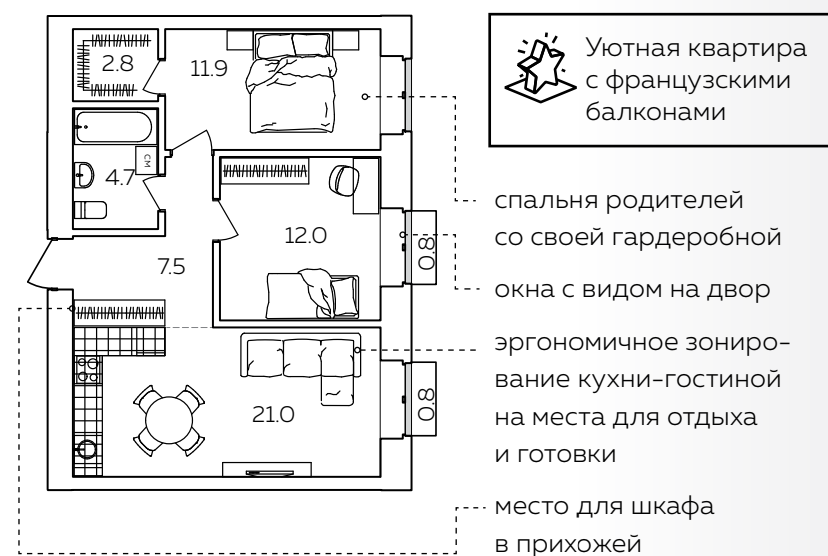 Уютная квартира
с французскими
балконами
2.8
11.9
4.7
см
12.0
0.8
7.5
21.0
0.8
спальня родителей
со своей гардеробной
окна с видом на двор
эргономичное зониро-
вание кухни-гостиной
на места для отдыха
и готовки
место для шкафа
в прихожей